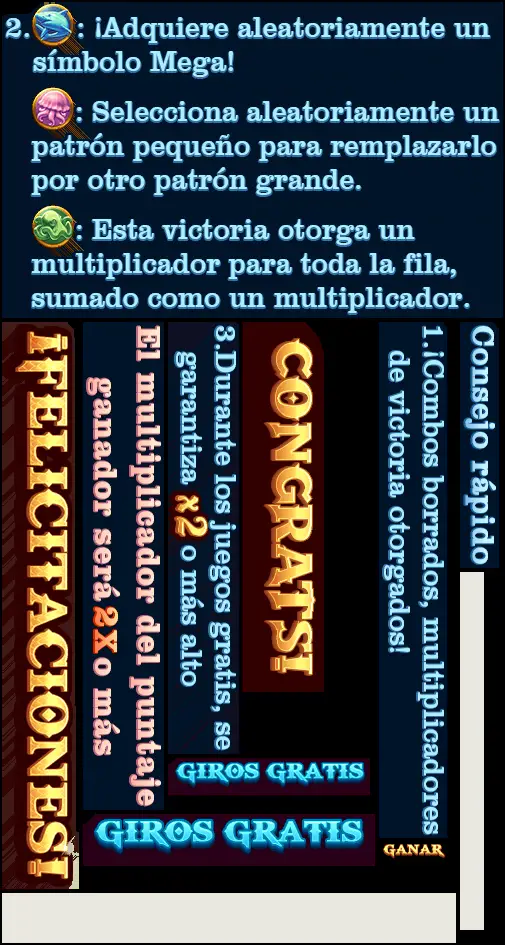 2. : ¡Adquiere aleatoriamente un
símbolo Mega!
: Selecciona aleatoriamente un
patrón pequeño para remplazarlo
por otro patrón grande.
: Esta victoria otorga un
multiplicador para toda la fila,
sumado como un multiplicador.
Consejo rápido
1.¡Combos borrados, multiplicadores
de victoria otorgados!
CONGRATS!
3.Durante los juegos gratis, se
garantiza x2 o más alto
El multiplicador del puntaje
ganador será 2X o más
¡FELICITACIONES!
GIROS GRATIS
GIROS GRATIS
GANAR